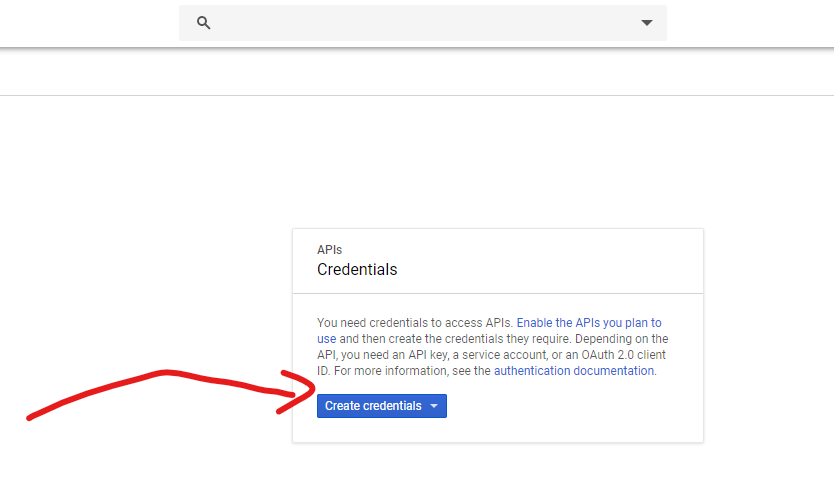 APIs
Credentials
You need credentials to access APIs. Enable the APIs you plan to
use and then create the credentials they require. Depending on the
API, you need an API key, a service account, or an OAuth 2.0 client
ID. For more information, see the authentication documentation.
Create credentials